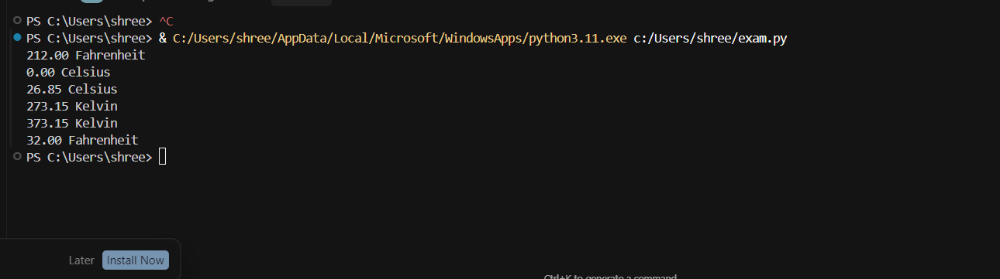 PS C:\Users\shree> ^C
PS C:\Users\shree> & C:/Users/shree/AppData/Local/Microsoft/WindowsApps/python3.11.exe c:/Users/shree/exam.py
212.00 Fahrenheit
0.00 Celsius
26.85 Celsius
273.15 Kelvin
373.15 Kelvin
32.00 Fahrenheit
PS C:\Users\shree>
Later Install Now
Ctrl+K to generate a command